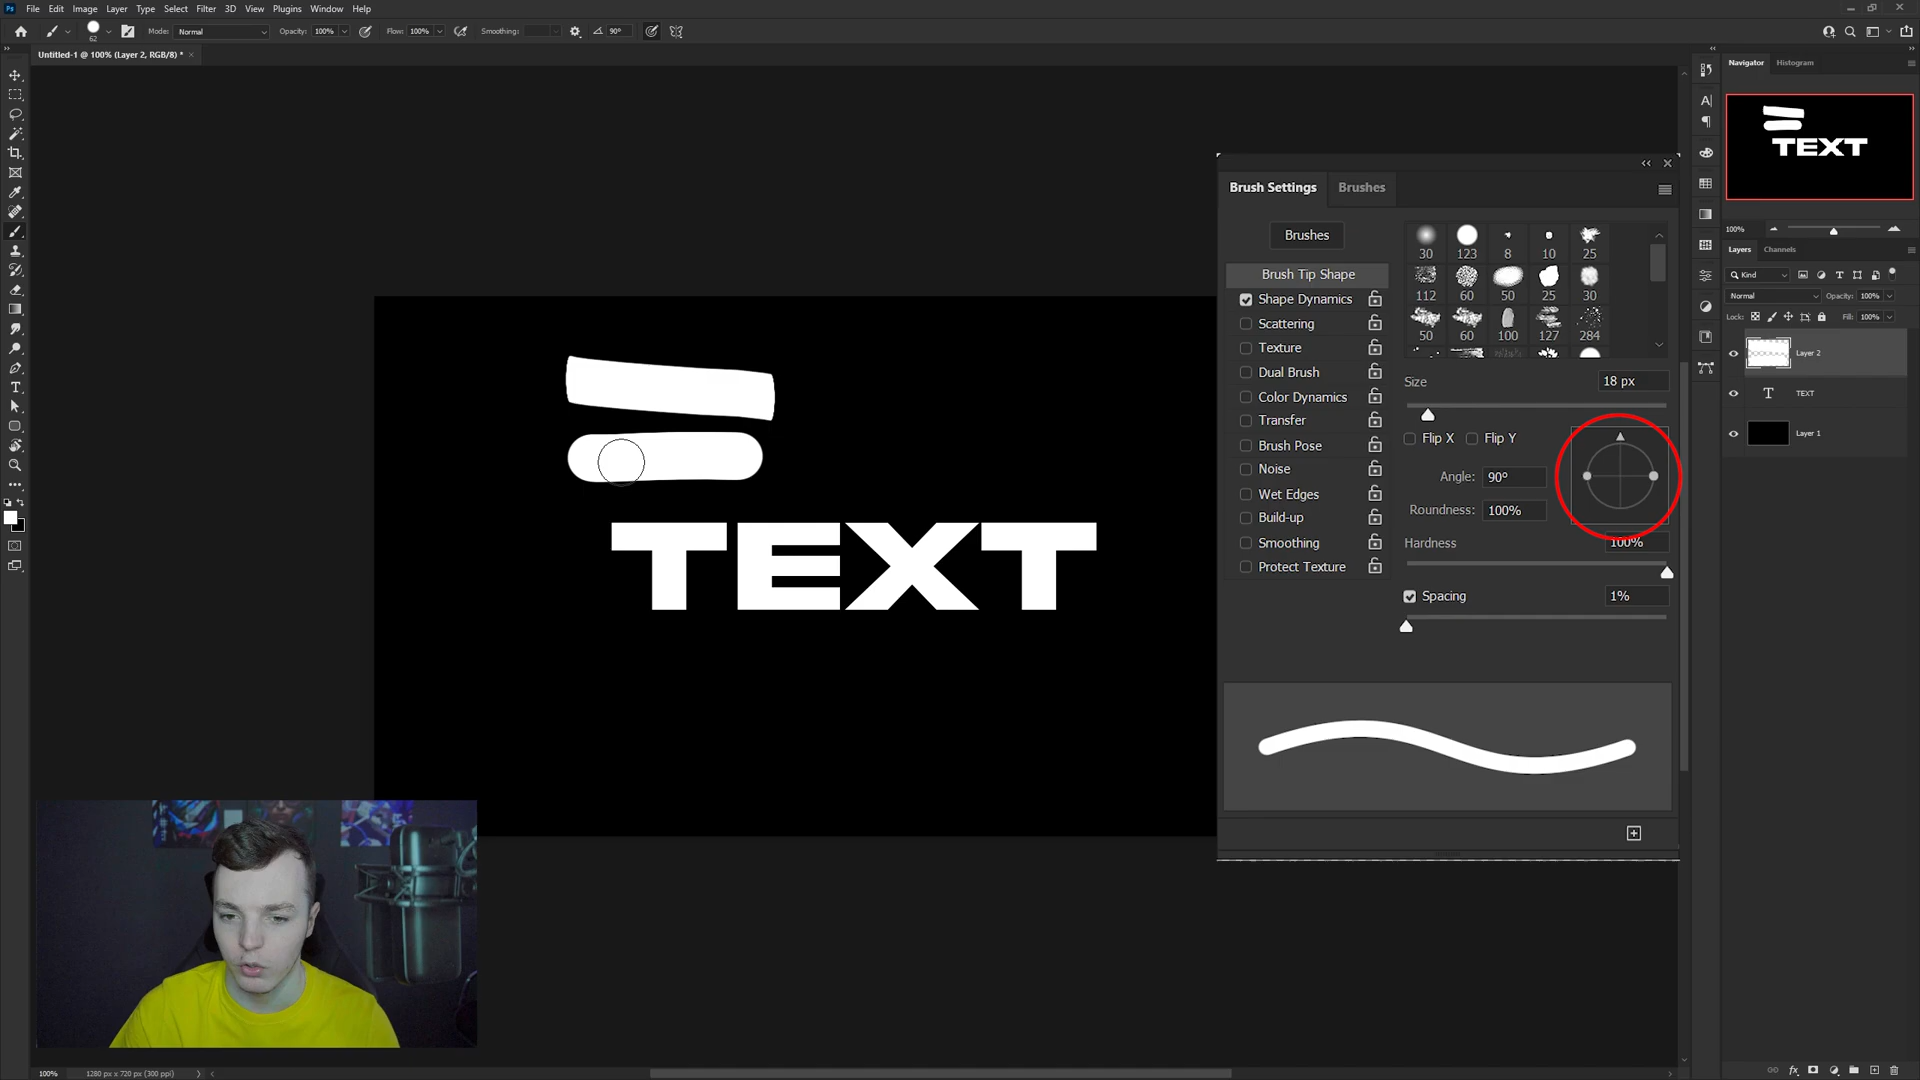 Ps File Edit Image Layer Type Select Filter 3D View Plugins Window Help
62 Mode: Normal Opacity: 100% Flow: 100% Smoothing: 90°
Untitled-1 @ 100% (Layer 2, RGB/8) * ×
TEXT
Brush Settings Brushes
Brushes
Brush Tip Shape
Shape Dynamics
Scattering
Texture
Dual Brush
Color Dynamics
Transfer
Brush Pose
Noise
Wet Edges
Build-up
Smoothing
Protect Texture
30 123 8 10 25
112 60 50 25 30
50 60 100 127 284
Size 18 px
Flip X Flip Y
Angle: 90º
Roundness: 100%
Hardness 100%
Spacing 1%
Navigator Histogram
TEXT
100%
Layers Channels
Kind
Normal Opacity: 100%
Lock: Fill: 100%
Layer 2
T TEXT
Layer 1
100% 1280 px x 720 px (300 ppi)
fx